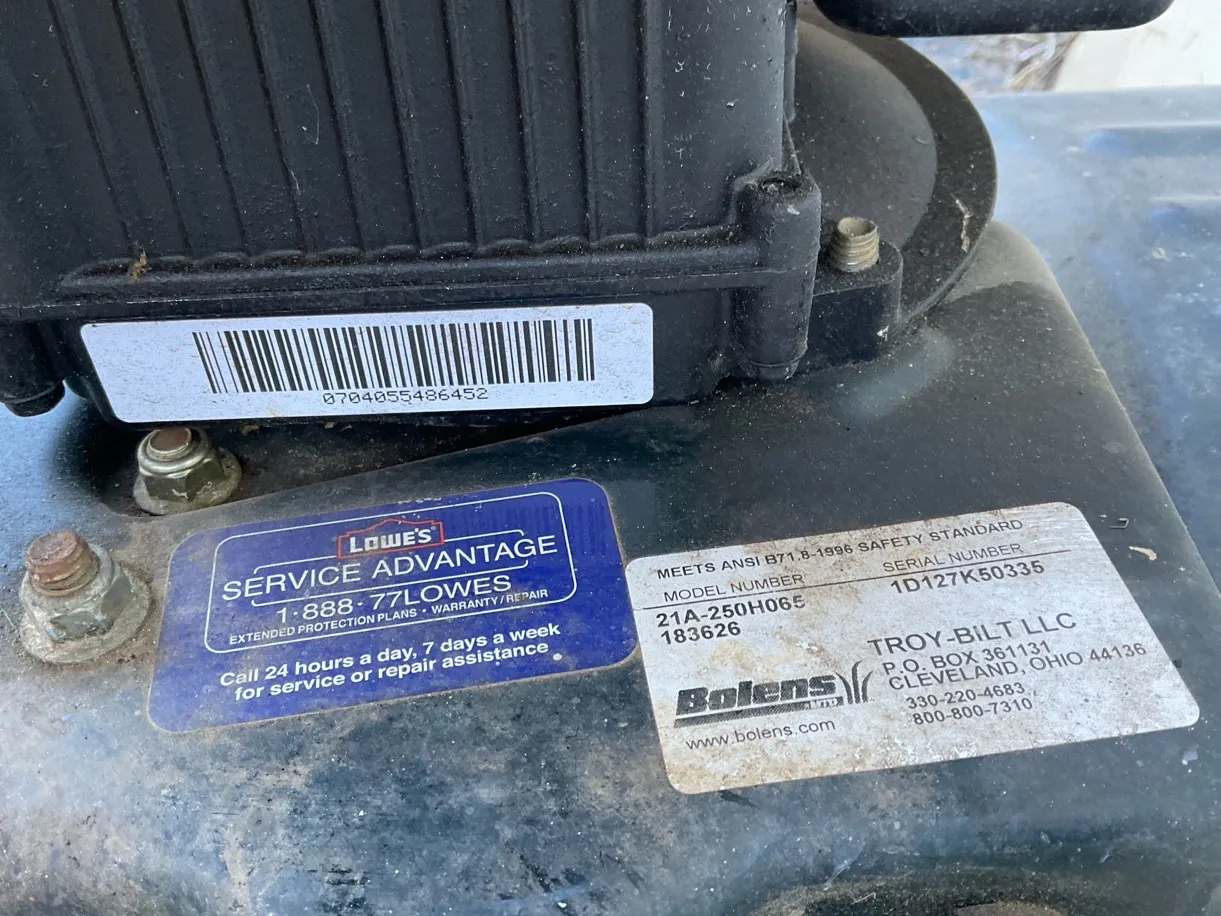 0704055486452
LOWE'S
SERVICE ADVANTAGE
1·888·77LOWES
EXTENDED PROTECTION PLANS · WARRANTY/REPAIR
Call 24 hours a day, 7 days a week
for service or repair assistance.
MEETS ANSI B71.8-1996 SAFETY STANDARD
MODEL NUMBER SERIAL NUMBER
21A-250H065 1D127K50335
183626
TROY-BILT LLC
P.O. BOX 361131
CLEVELAND, OHIO 44136
330-220-4683
800-800-7310
Bolens
MTD
www.bolens.com